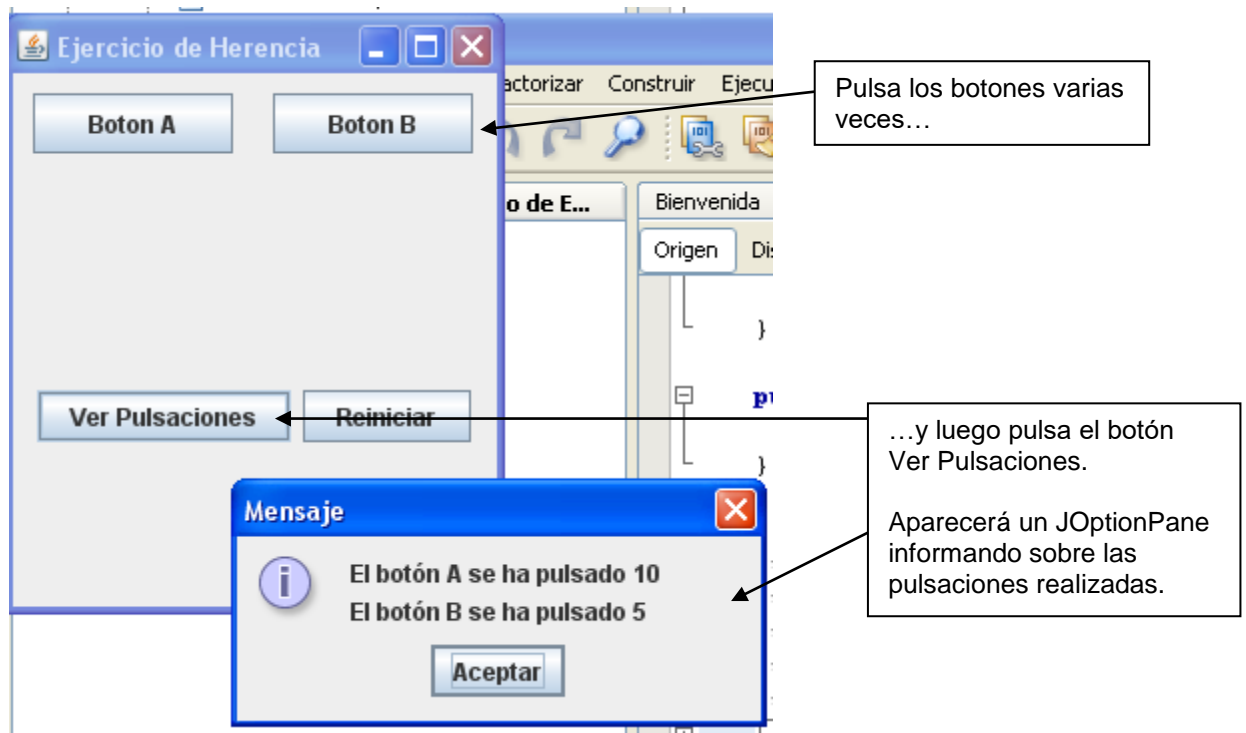 Ejercicio de Herencia
actorizar Construir Ejecu
Pulsa los botones varias
veces…
Boton A
Boton B
o de E...
Bienvenida
Origen
}
Ver Pulsaciones
Reiniciar
…y luego pulsa el botón
Ver Pulsaciones.
}
Mensaje
Aparecerá un JOptionPane
informando sobre las
pulsaciones realizadas.
El botón A se ha pulsado 10
El botón B se ha pulsado 5
Aceptar